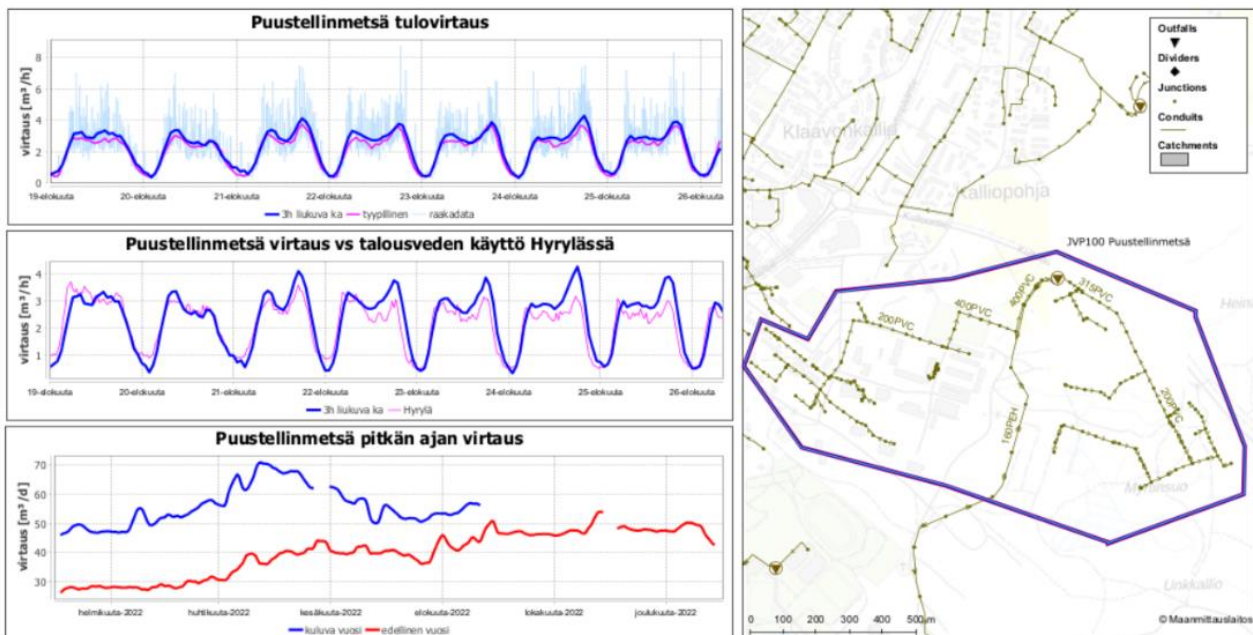 Puustellinmetsä tulovirtaus
virtaus [m³/h]
8
6
4
2
0
19-elokuuta 20-elokuuta 21-elokuuta 22-elokuuta 23-elokuuta 24-elokuuta 25-elokuuta 26-elokuuta
3h liukuva ka tyypillinen raakadata
Puustellinmetsä virtaus vs talousveden käyttö Hyrylässä
virtaus [m³/h]
4
3
2
1
19-elokuuta 20-elokuuta 21-elokuuta 22-elokuuta 23-elokuuta 24-elokuuta 25-elokuuta 26-elokuuta
3h liukuva ka Hyrylä
Puustellinmetsä pitkän ajan virtaus
virtaus [m³/d]
70
60
50
40
30
helmikuuta-2022 huhtikuuta-2022 kesäkuuta-2022 elokuuta-2022 lokakuuta-2022 joulukuuta-2022
kuluva vuosi edellinen vuosi
Outfalls
Dividers
Junctions
Conduits
Catchments
Klaavonkallio
Kalliopohja
JVP100 Puustellinmetsä
400PVC
315PVC
400PVC
200PVC
160PEH
200PVC
Myrtinsuo
Unkkallio
0 100 200 300 400 500 m
© Maanmittauslaitos